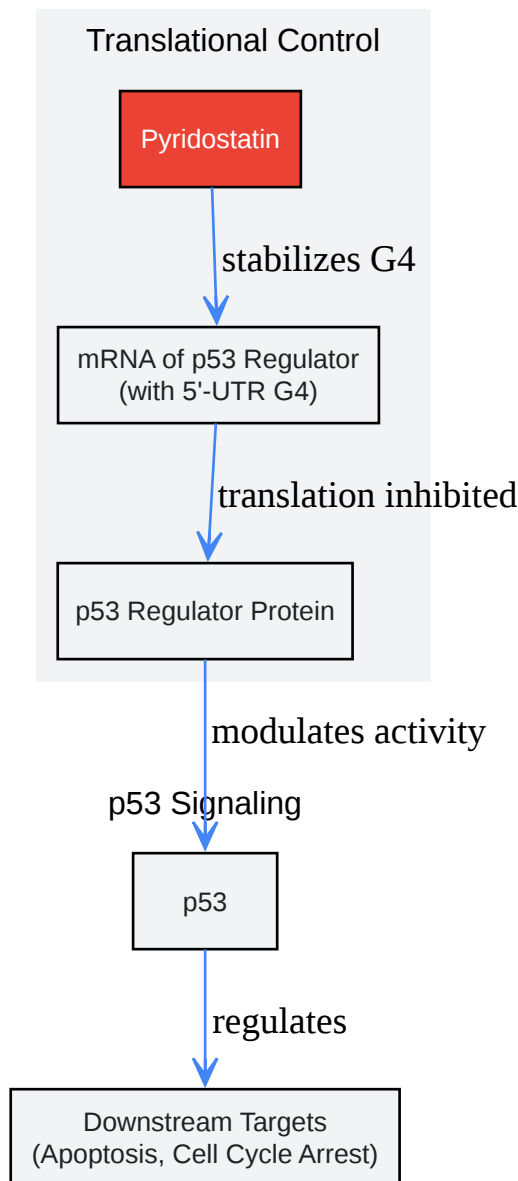 Translational Control
Pyridostatin
stabilizes G4
mRNA of p53 Regulator
(with 5'-UTR G4)
translation inhibited
p53 Regulator Protein
modulates activity
p53 Signaling
p53
regulates
Downstream Targets
(Apoptosis, Cell Cycle Arrest)